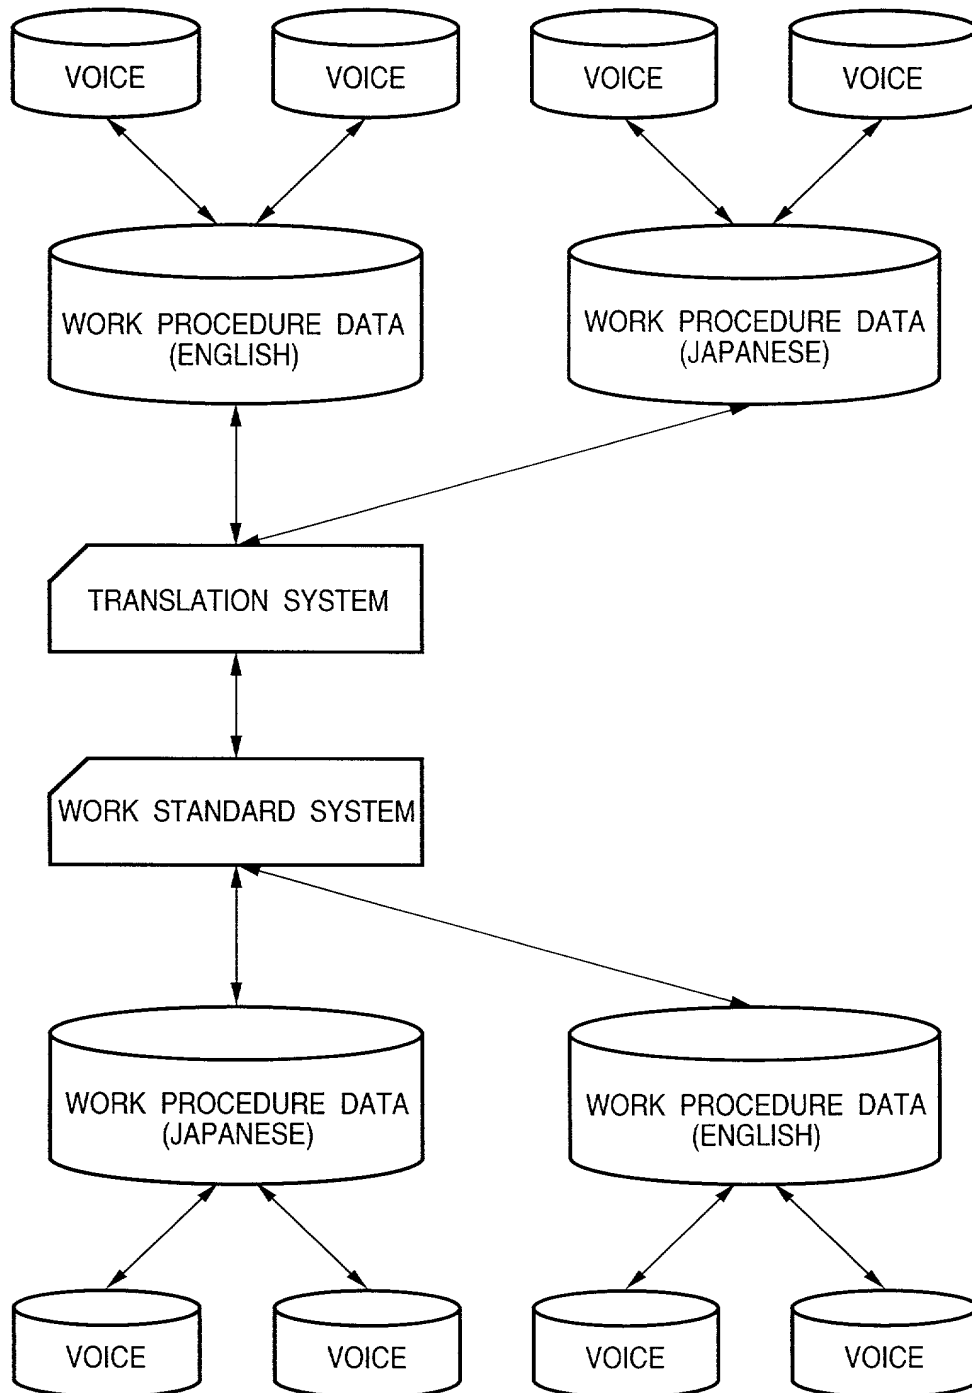 VOICE
VOICE
VOICE
VOICE
WORK PROCEDURE DATA
(ENGLISH)
WORK PROCEDURE DATA
(JAPANESE)
TRANSLATION SYSTEM
WORK STANDARD SYSTEM
WORK PROCEDURE DATA
(JAPANESE)
WORK PROCEDURE DATA
(ENGLISH)
VOICE
VOICE
VOICE
VOICE